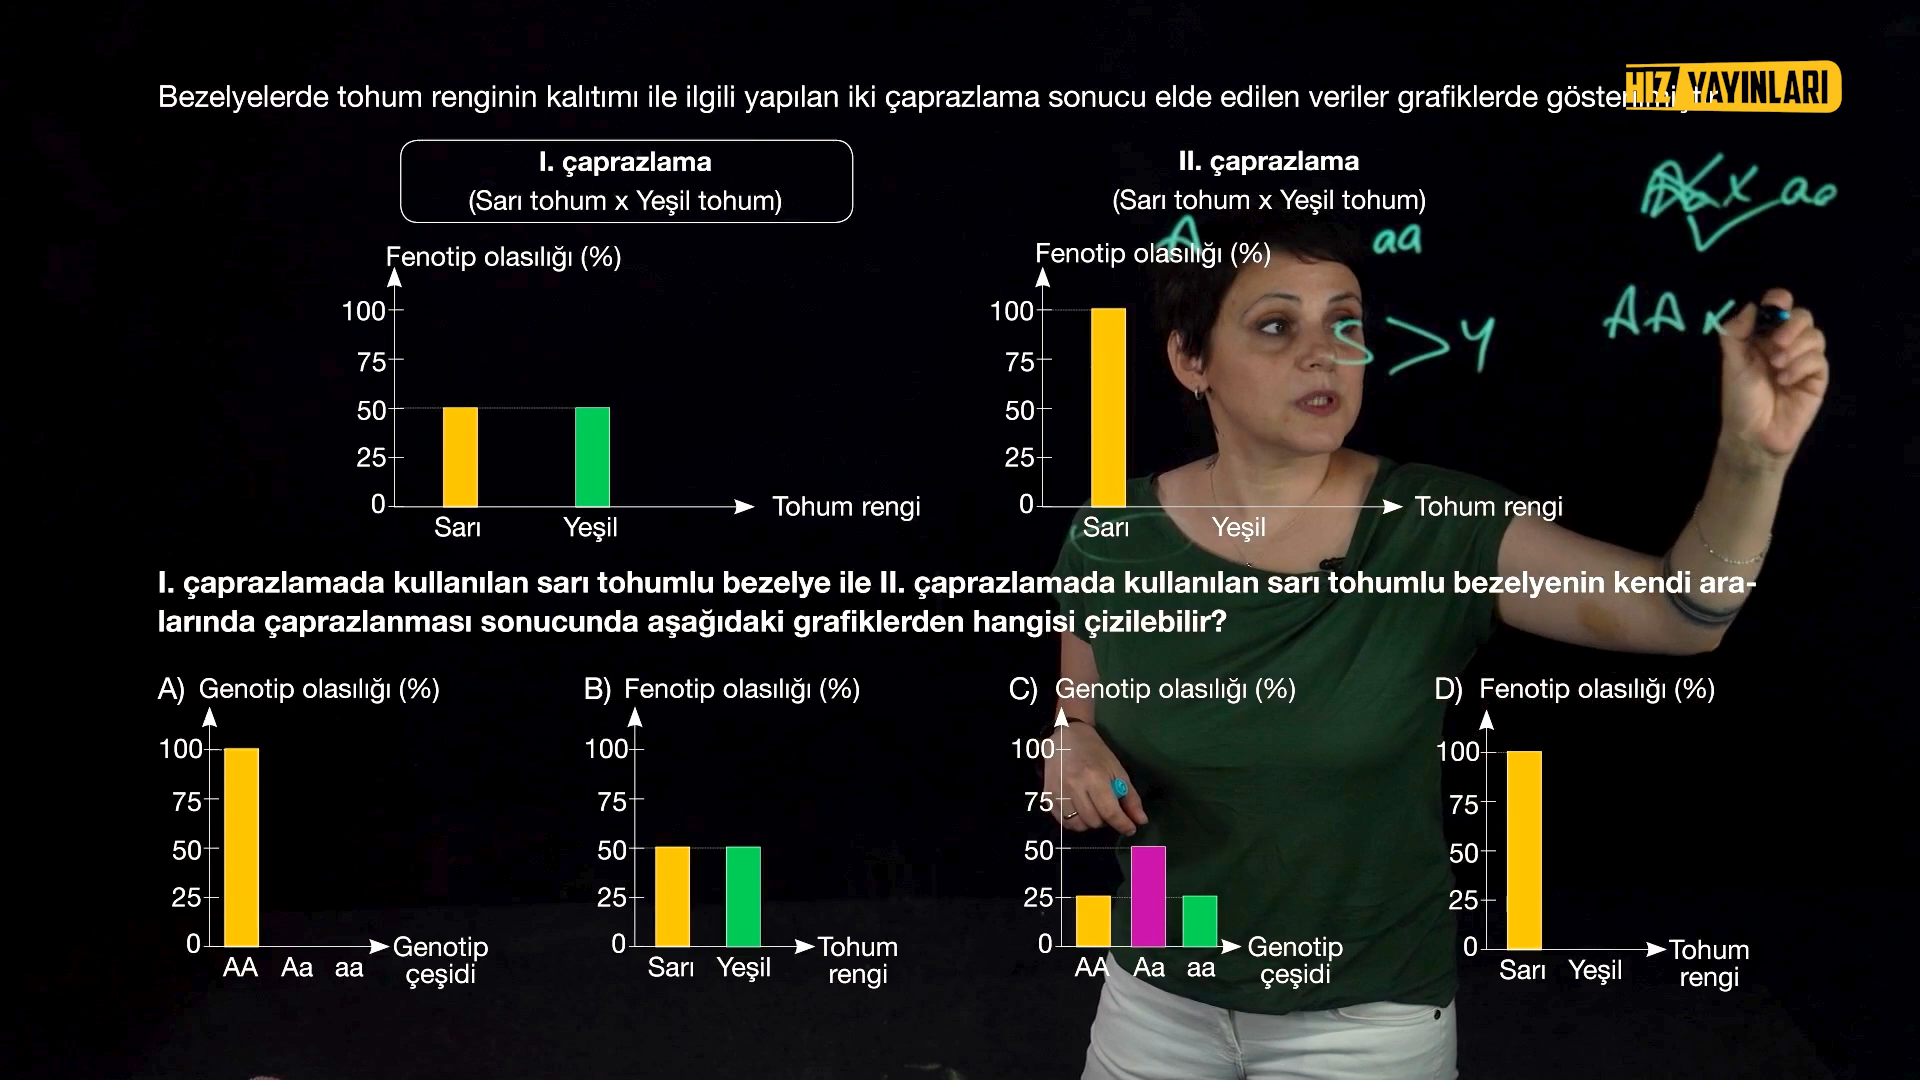 Bezelyelerde tohum renginin kalıtımı ile ilgili yapılan iki çaprazlama sonucu elde edilen veriler grafiklerde
HIZ YAYINLARI
I. çaprazlama
(Sarı tohum x Yeşil tohum)
Fenotip olasılığı (%)
100
75
50
25
0
Sarı Yeşil
Tohum rengi
II. çaprazlama
(Sarı tohum x Yeşil tohum)
A aa
Fenotip olasılığı (%)
100
75
50
25
0
Sarı Yeşil
Tohum rengi
S > Y
x aa
AA x
I. çaprazlamada kullanılan sarı tohumlu bezelye ile II. çaprazlamada kullanılan sarı tohumlu bezelyenin kendi ara-
larında çaprazlanması sonucunda aşağıdaki grafiklerden hangisi çizilebilir?
A) Genotip olasılığı (%)
100
75
50
25
0
AA Aa aa
Genotip
çeşidi
B) Fenotip olasılığı (%)
100
75
50
25
0
Sarı Yeşil
Tohum
rengi
C) Genotip olasılığı (%)
100
75
50
25
0
AA Aa aa
Genotip
çeşidi
D) Fenotip olasılığı (%)
100
75
50
25
0
Sarı Yeşil
Tohum
rengi